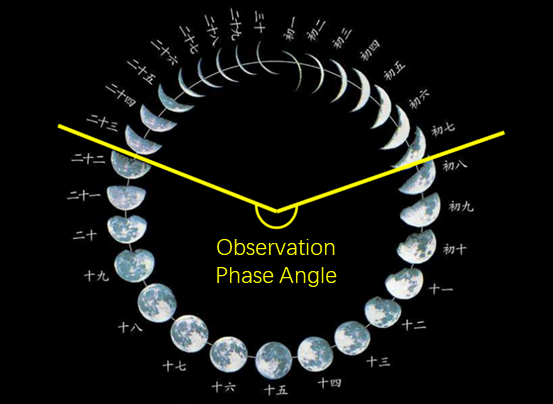 初一
初二
初三
初四
初五
初六
初七
初八
初九
初十
十一
十二
十三
十四
十五
十六
十七
十八
十九
二十
二十一
二十二
二十三
二十四
二十五
二十六
二十七
二十八
二十九
三十
Observation
Phase Angle